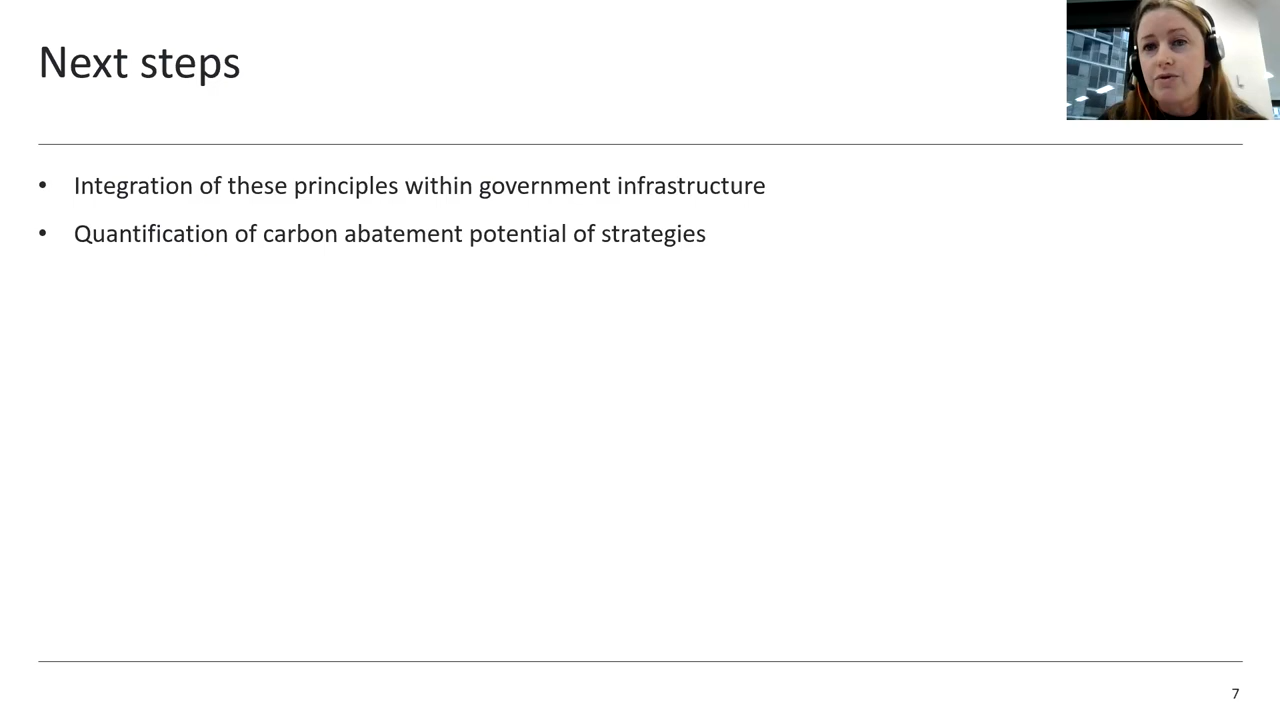 Next steps
• Integration of these principles within government infrastructure
• Quantification of carbon abatement potential of strategies
7